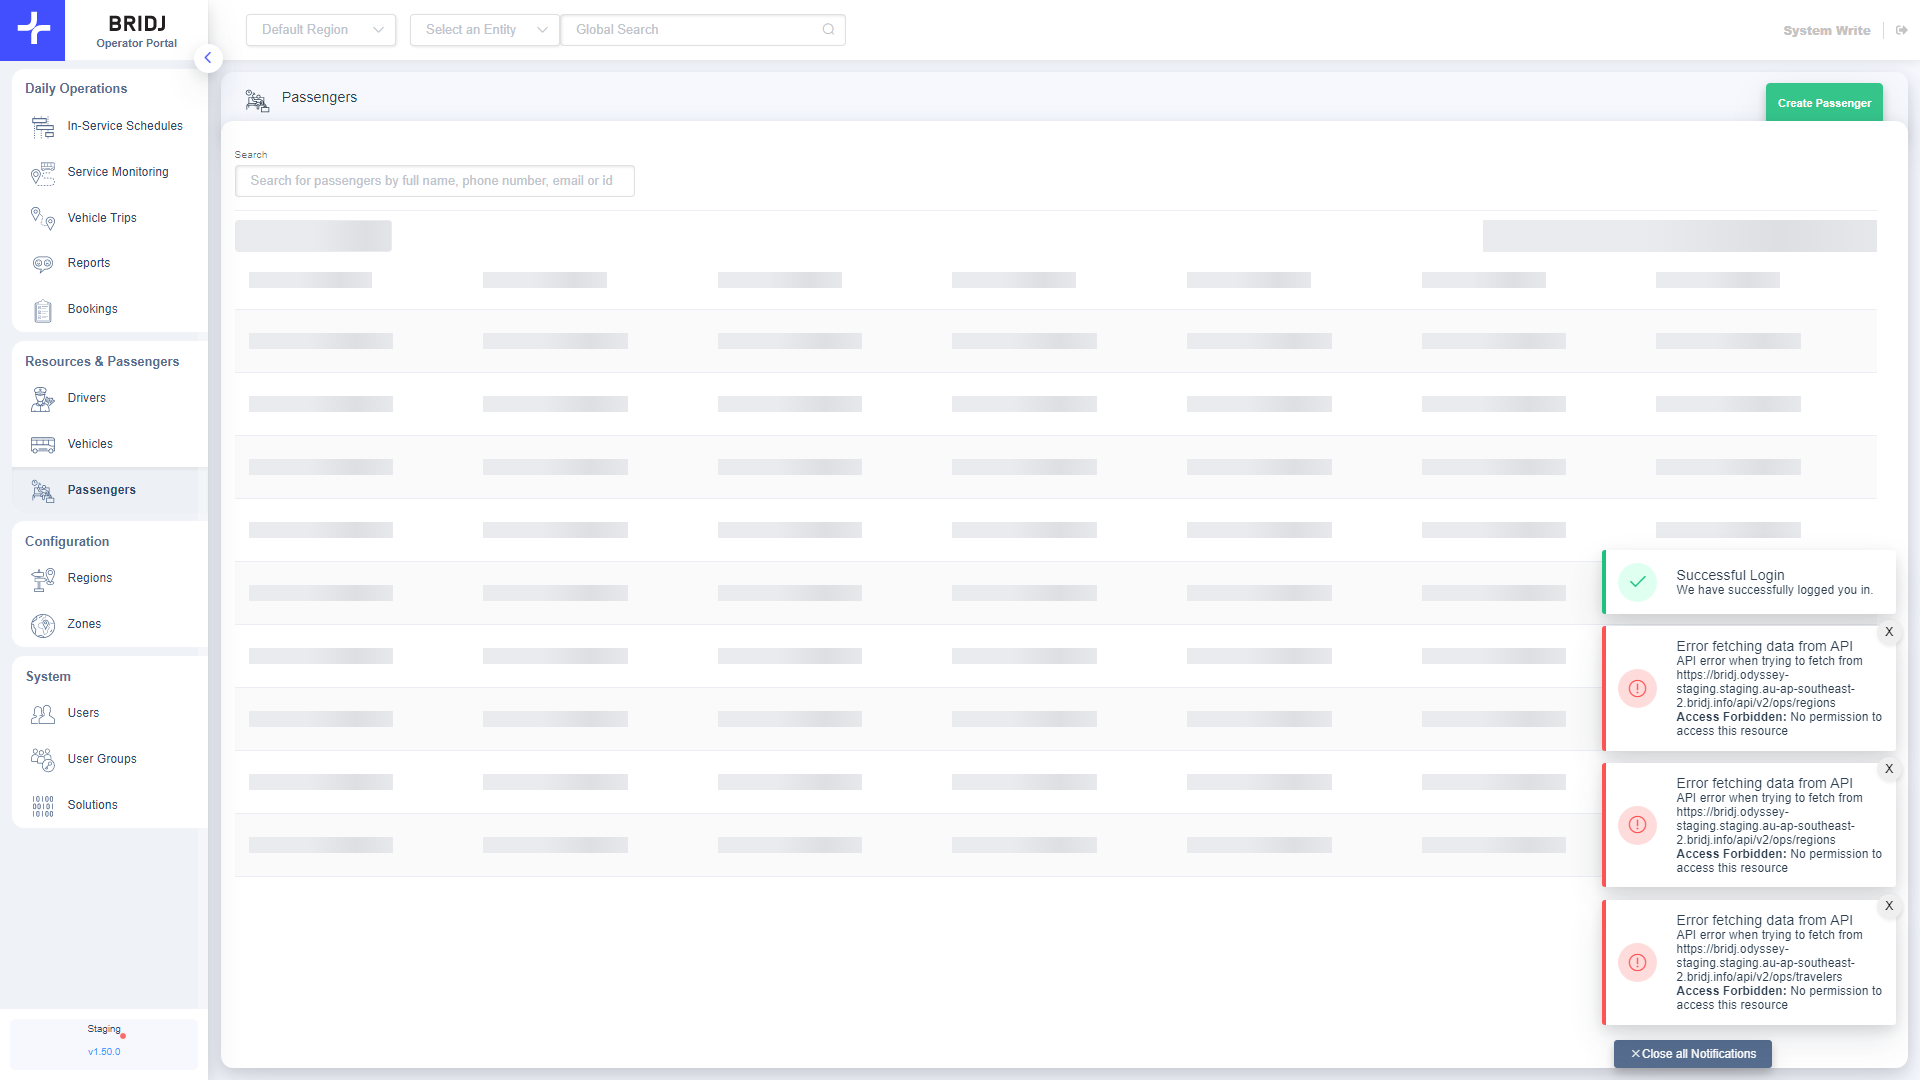 BRIDJ
Operator Portal
Default Region
Select an Entity
Global Search
System Write
Daily Operations
In-Service Schedules
Service Monitoring
Vehicle Trips
Reports
Bookings
Resources & Passengers
Drivers
Vehicles
Passengers
Configuration
Regions
Zones
System
Users
User Groups
Solutions
Staging
v1.50.0
Passengers
Create Passenger
Search
Search for passengers by full name, phone number, email or id
Successful Login
We have successfully logged you in.
X
Error fetching data from API
API error when trying to fetch from
https://bridj.odyssey-
staging.staging.au-ap-southeast-
2.bridj.info/api/v2/ops/regions
Access Forbidden: No permission to
access this resource
X
Error fetching data from API
API error when trying to fetch from
https://bridj.odyssey-
staging.staging.au-ap-southeast-
2.bridj.info/api/v2/ops/regions
Access Forbidden: No permission to
access this resource
X
Error fetching data from API
API error when trying to fetch from
https://bridj.odyssey-
staging.staging.au-ap-southeast-
2.bridj.info/api/v2/ops/travelers
Access Forbidden: No permission to
access this resource
✕Close all Notifications